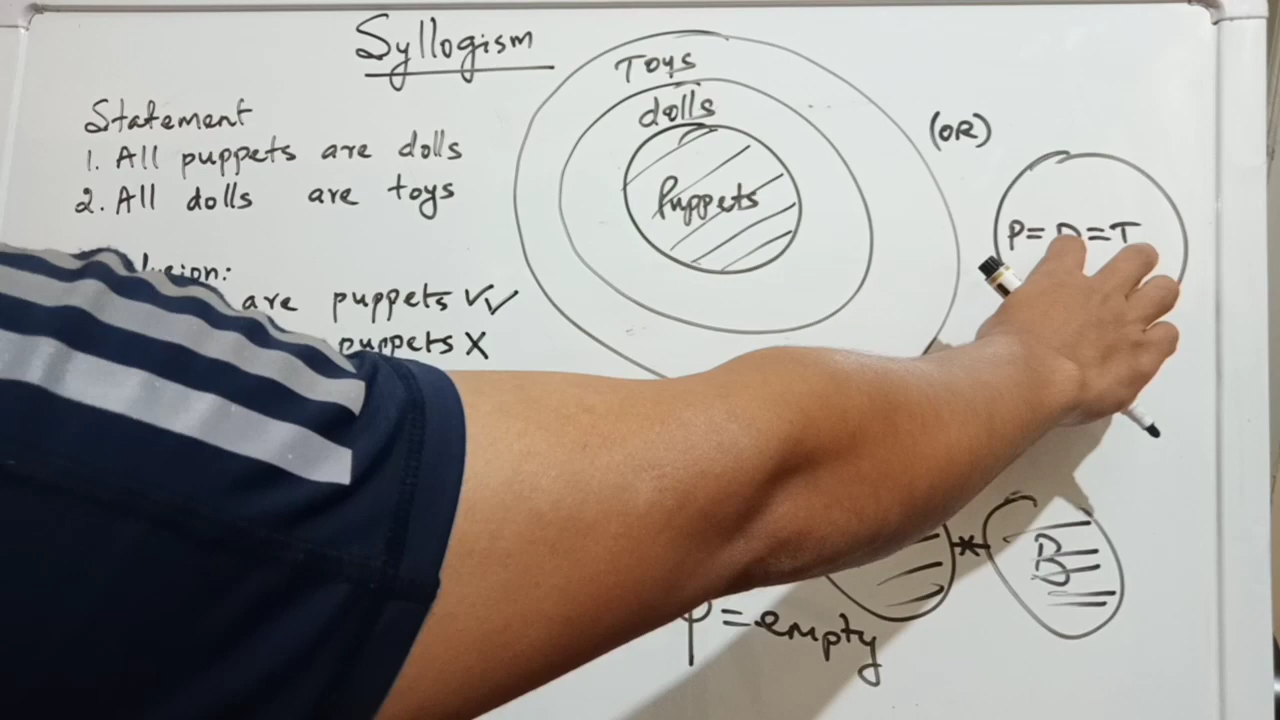 Syllogism
Statement
1. All puppets are dolls
2. All dolls are toys
are puppets ✓✓
puppets X
Toys
dolls
Puppets
(OR)
P = D = T
*
P = empty